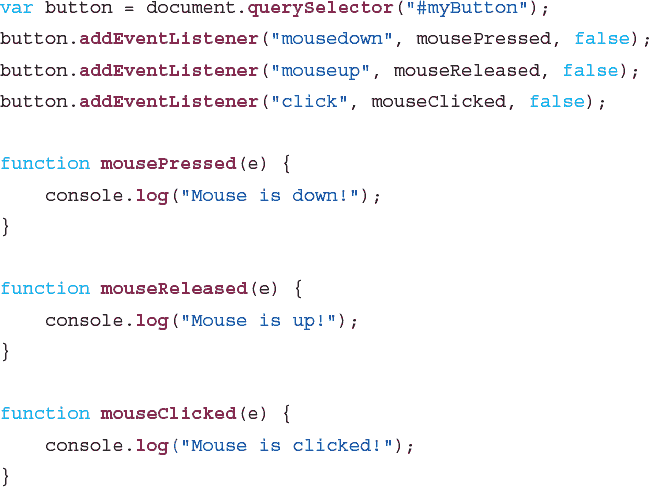 var button = document.querySelector("#myButton");
button.addEventListener("mousedown", mousePressed, false);
button.addEventListener("mouseup", mouseReleased, false);
button.addEventListener("click", mouseClicked, false);

function mousePressed(e) {
    console.log("Mouse is down!");
}

function mouseReleased(e) {
    console.log("Mouse is up!");
}

function mouseClicked(e) {
    console.log("Mouse is clicked!");
}